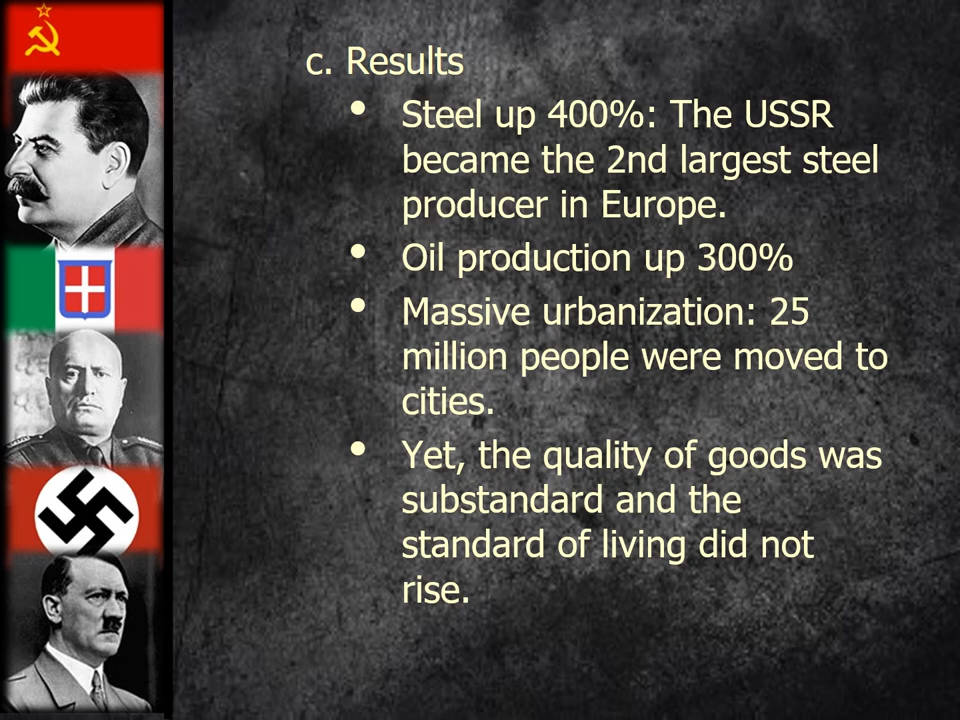 c. Results
• Steel up 400%: The USSR
became the 2nd largest steel
producer in Europe.
• Oil production up 300%
• Massive urbanization: 25
million people were moved to
cities.
• Yet, the quality of goods was
substandard and the
standard of living did not
rise.